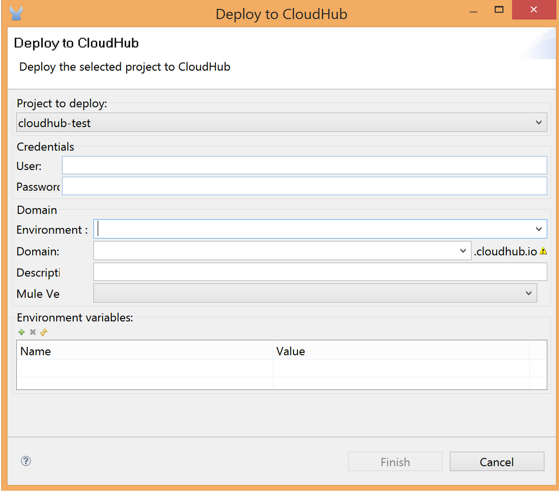 Deploy to CloudHub
Deploy to CloudHub
Deploy the selected project to CloudHub
Project to deploy:
cloudhub-test
Credentials
User:
Password
Domain
Environment :
Domain: .cloudhub.io
Descripti
Mule Ve
Environment variables:
Name Value
Finish Cancel